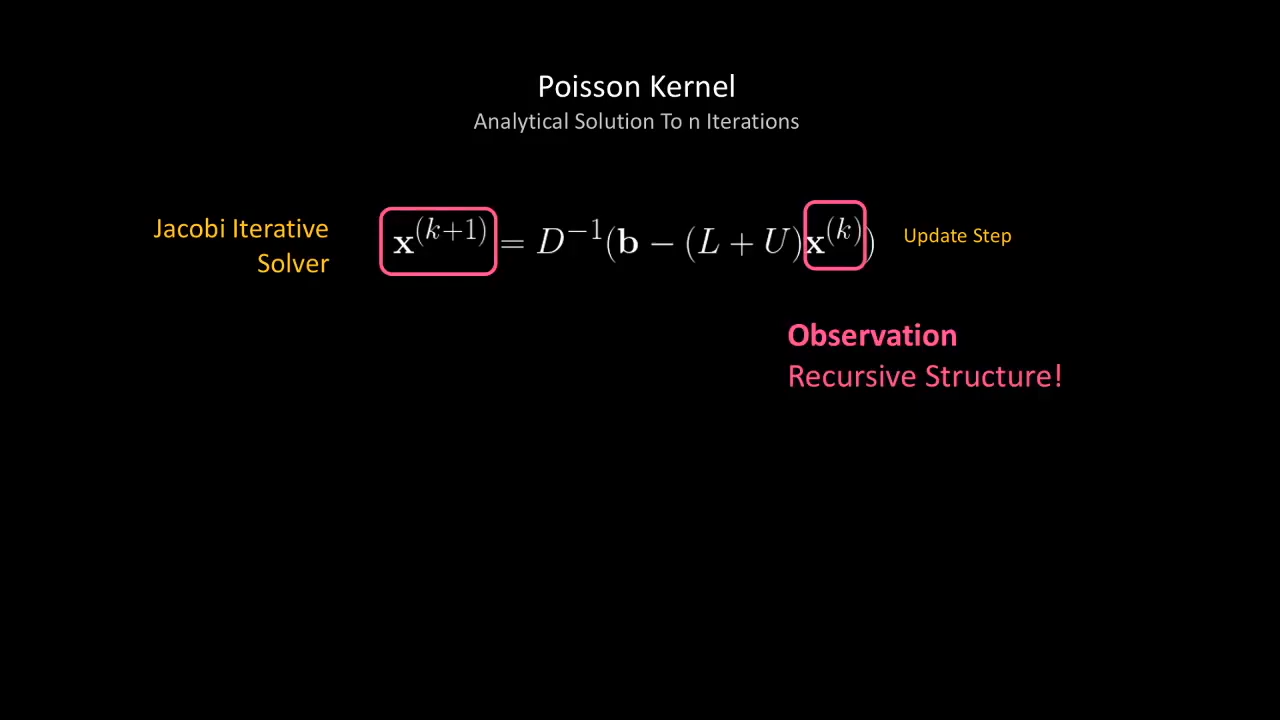 Poisson Kernel
Analytical Solution To n Iterations
Jacobi Iterative
Solver
𝐱^(k+1) = D^−1(𝐛 − (L + U)𝐱^(k))
Update Step
Observation
Recursive Structure!